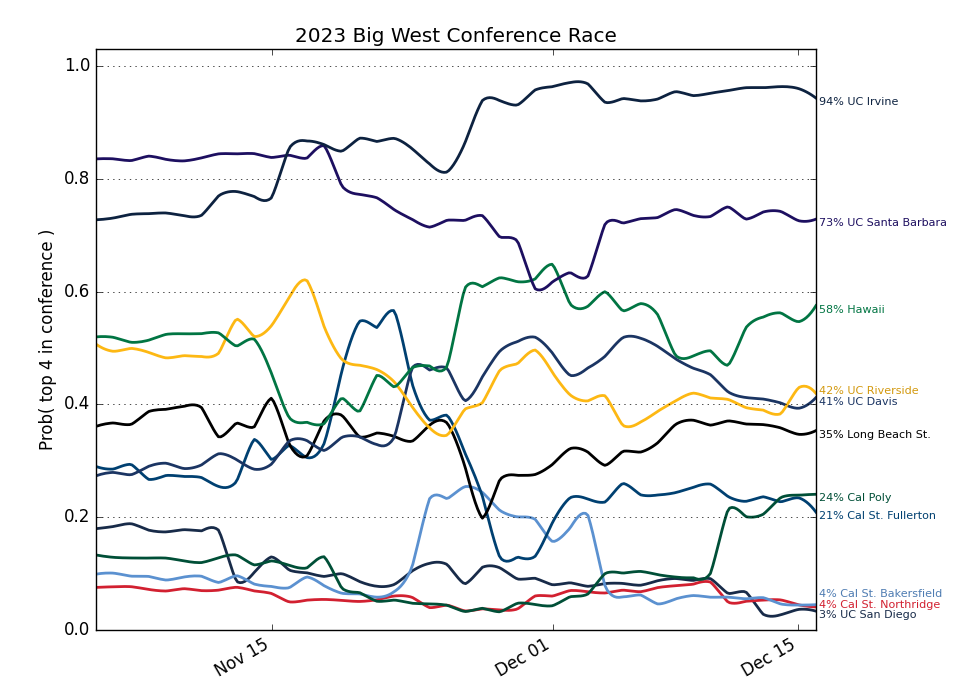 2023 Big West Conference Race
Prob( top 4 in conference )
1.0
0.8
0.6
0.4
0.2
0.0
Nov 15
Dec 01
Dec 15
94% UC Irvine
73% UC Santa Barbara
58% Hawaii
42% UC Riverside
41% UC Davis
35% Long Beach St.
24% Cal Poly
21% Cal St. Fullerton
4% Cal St. Bakersfield
4% Cal St. Northridge
3% UC San Diego